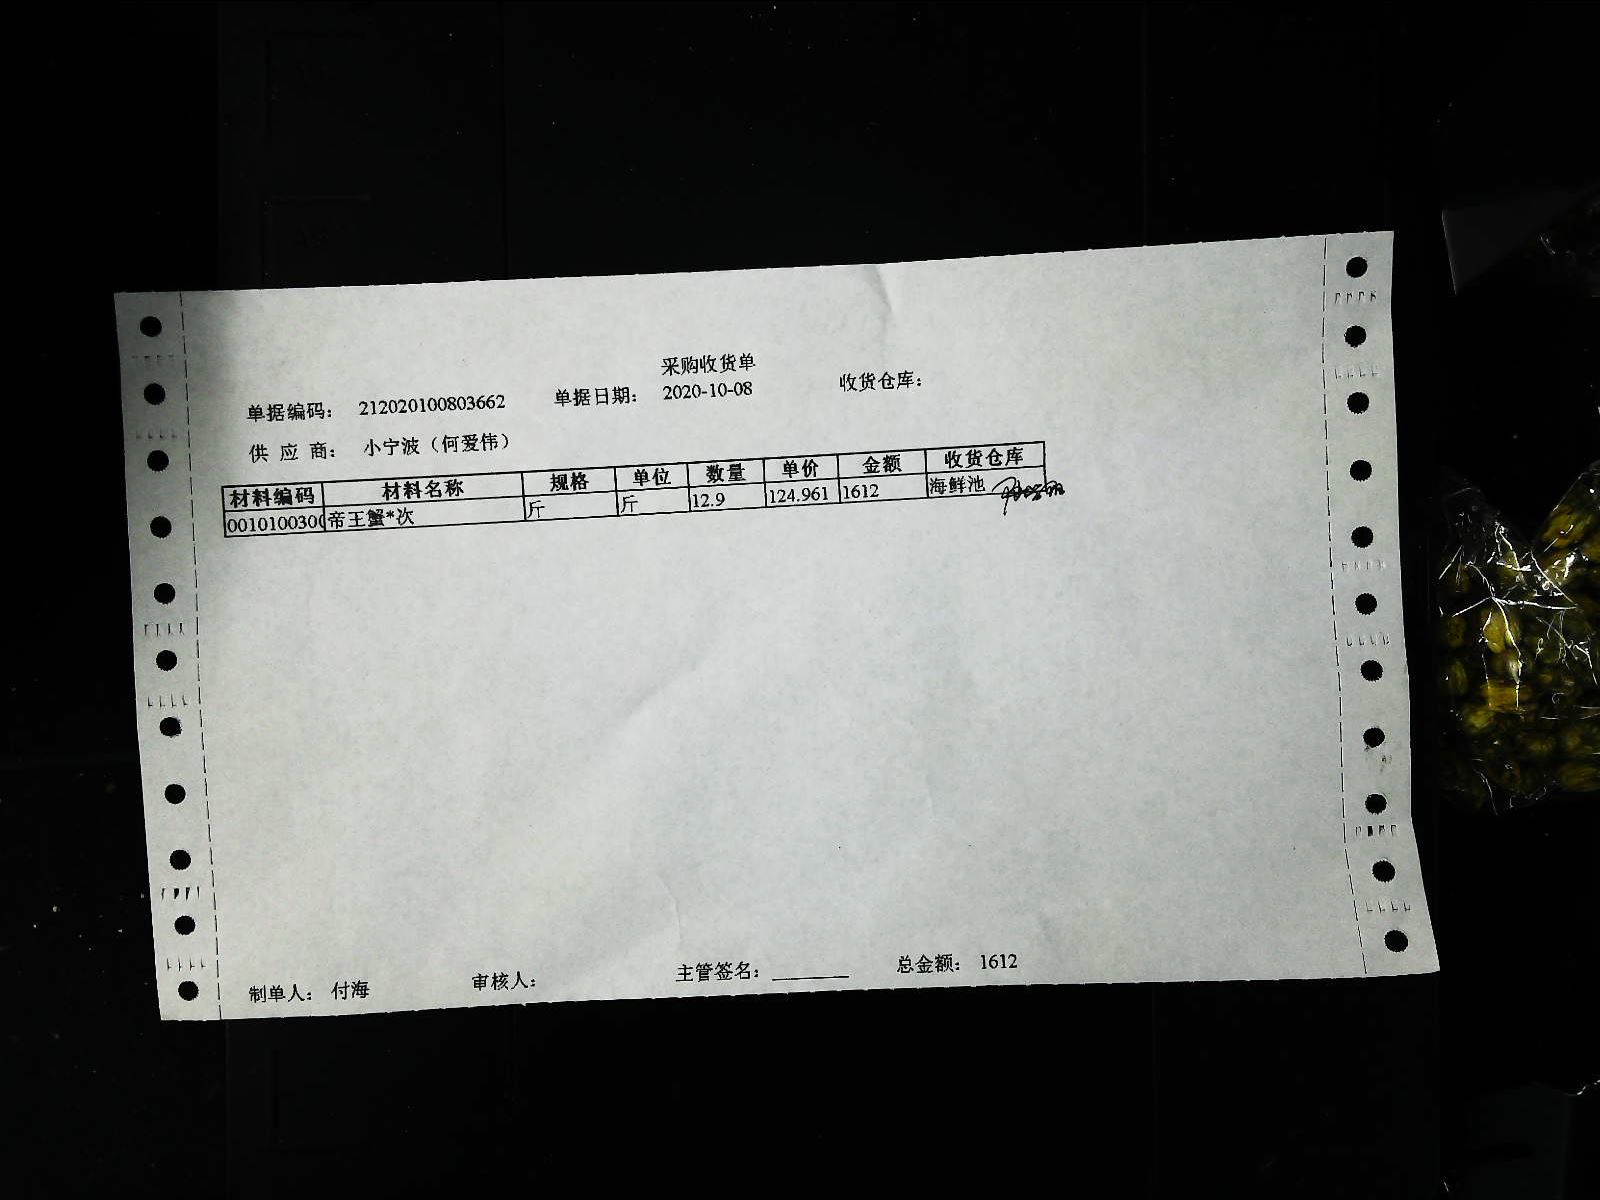 采购收货单
单据编码： 212020100803662 单据日期： 2020-10-08 收货仓库：
供 应 商： 小宁波（何爱伟）
材料编码 材料名称 规格 单位 数量 单价 金额 收货仓库
0010100300 帝王蟹*次 斤 斤 12.9 124.961 1612 海鲜池
制单人： 付海 审核人： 主管签名： ________ 总金额： 1612